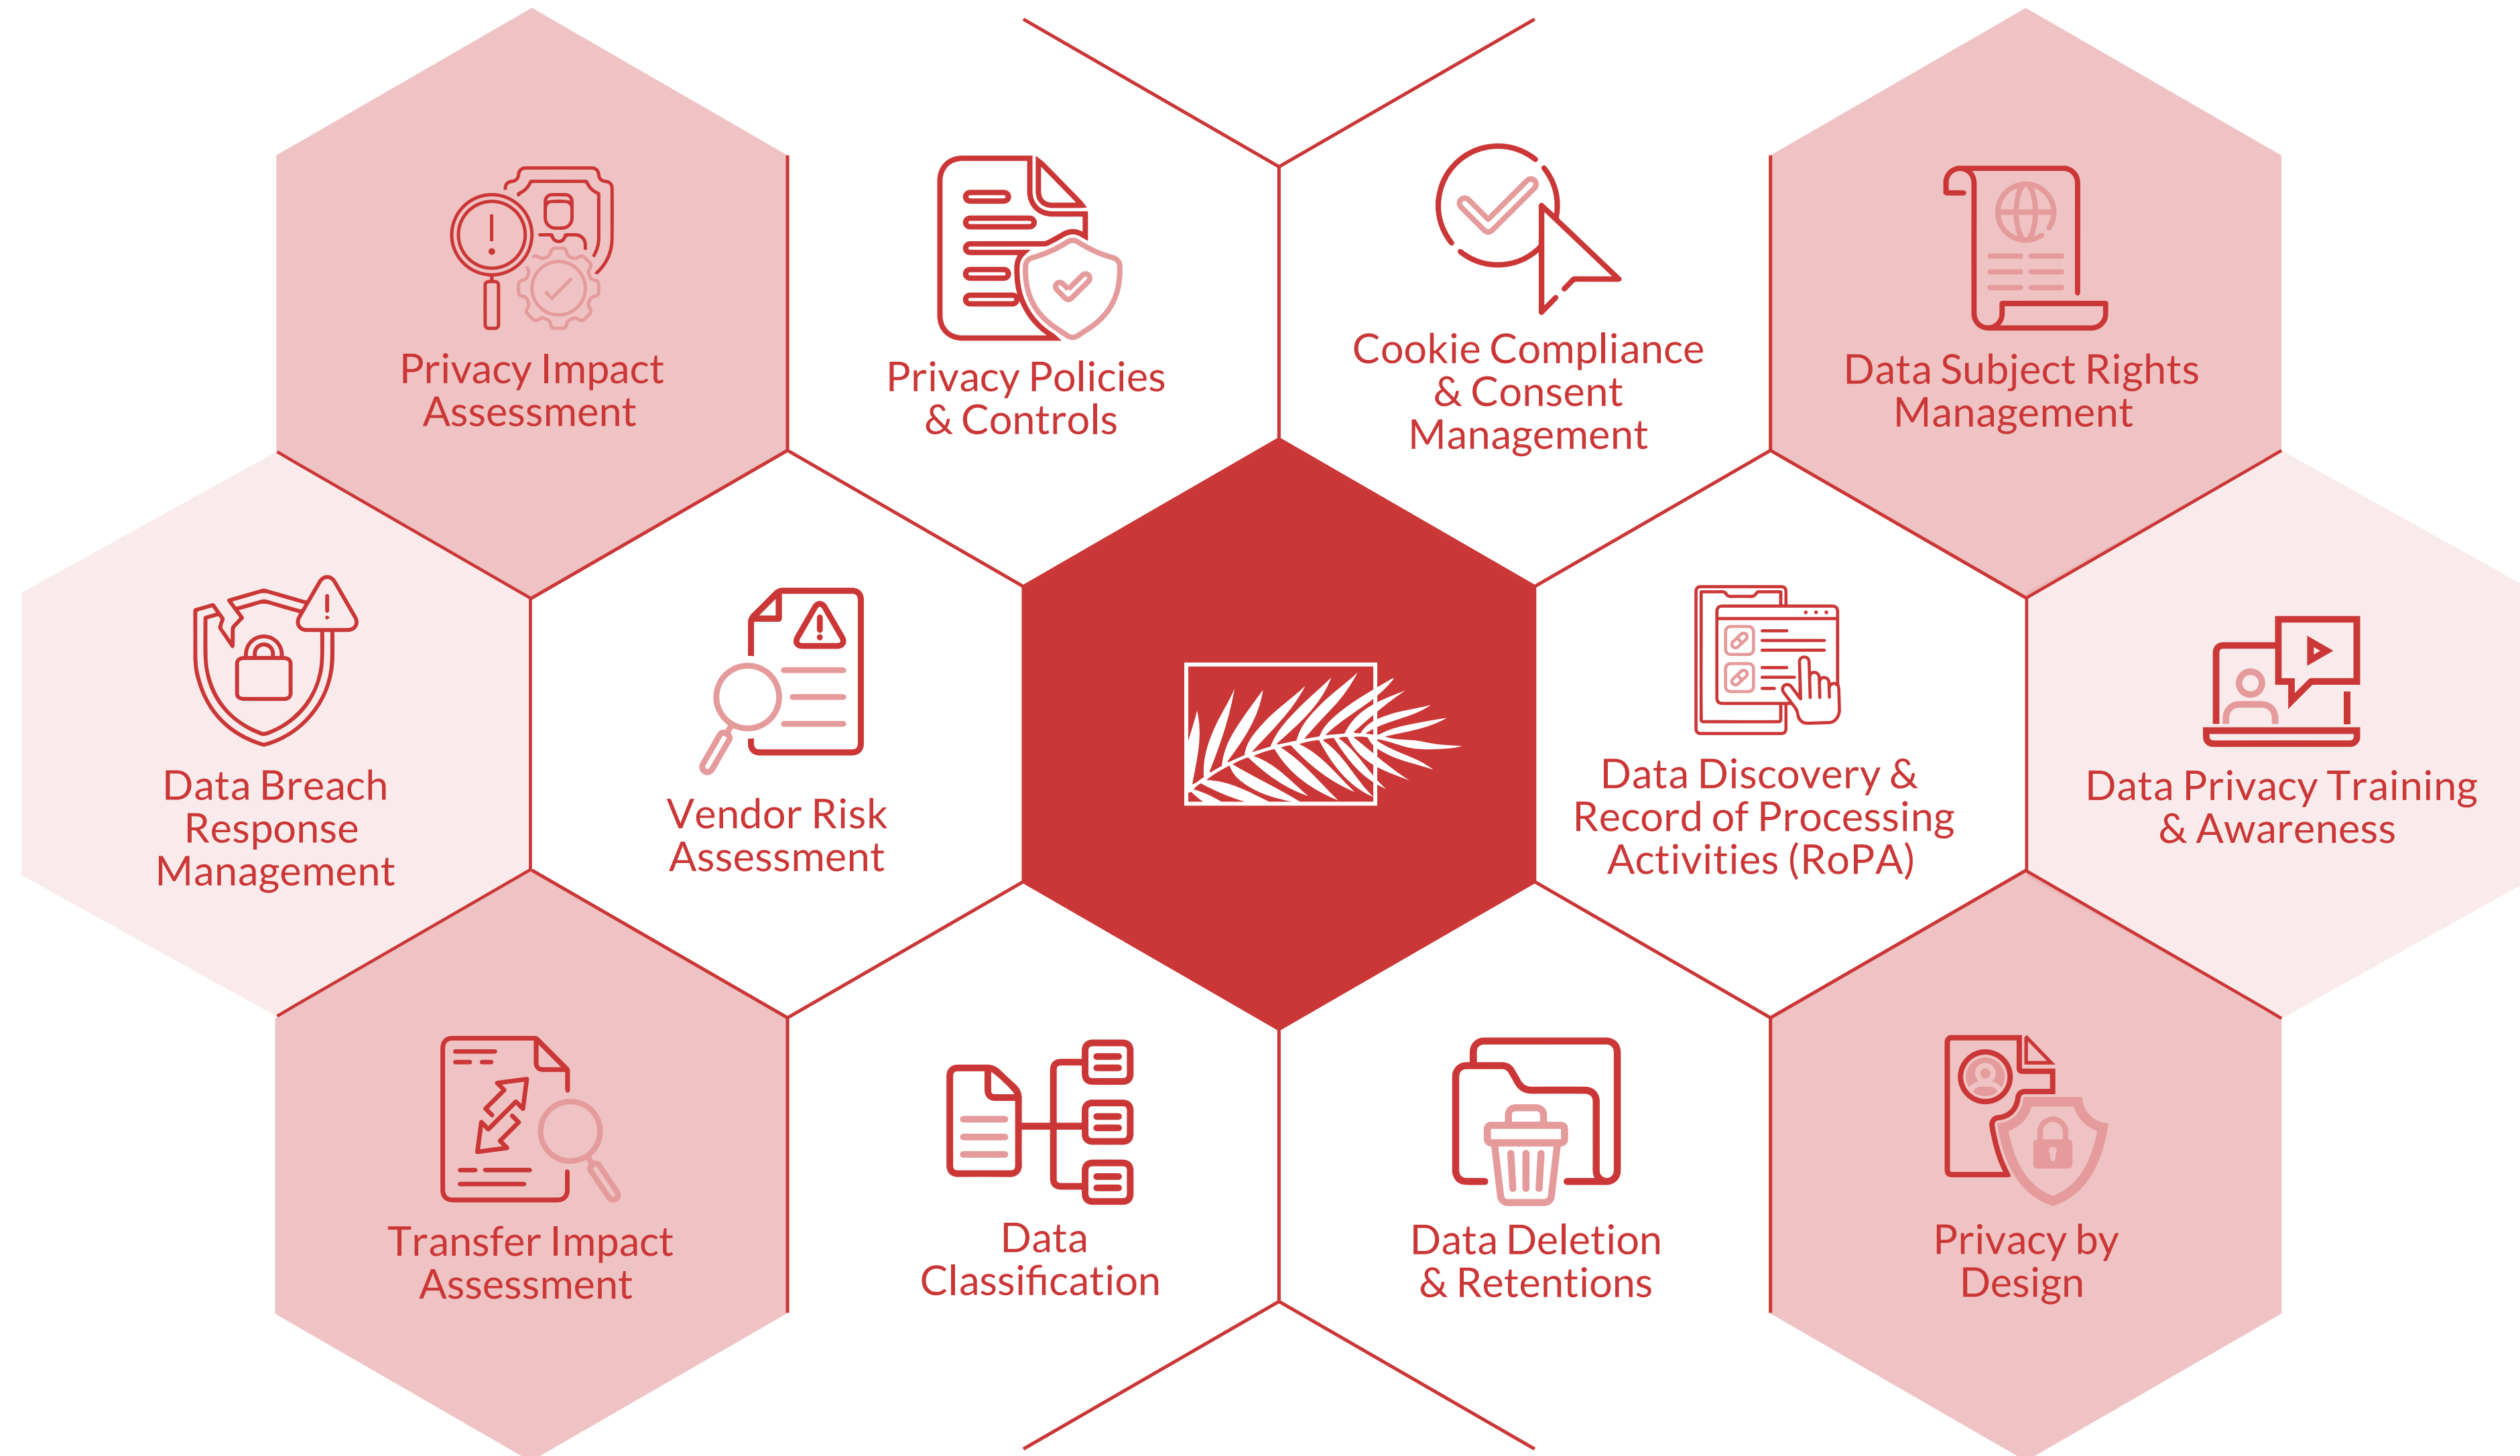 Privacy Impact
Assessment
Privacy Policies
& Controls
Cookie Compliance
& Consent
Management
Data Subject Rights
Management
Data Breach
Response
Management
Vendor Risk
Assessment
Data Discovery &
Record of Processing
Activities (RoPA)
Data Privacy Training
& Awareness
Transfer Impact
Assessment
Data
Classification
Data Deletion
& Retentions
Privacy by
Design